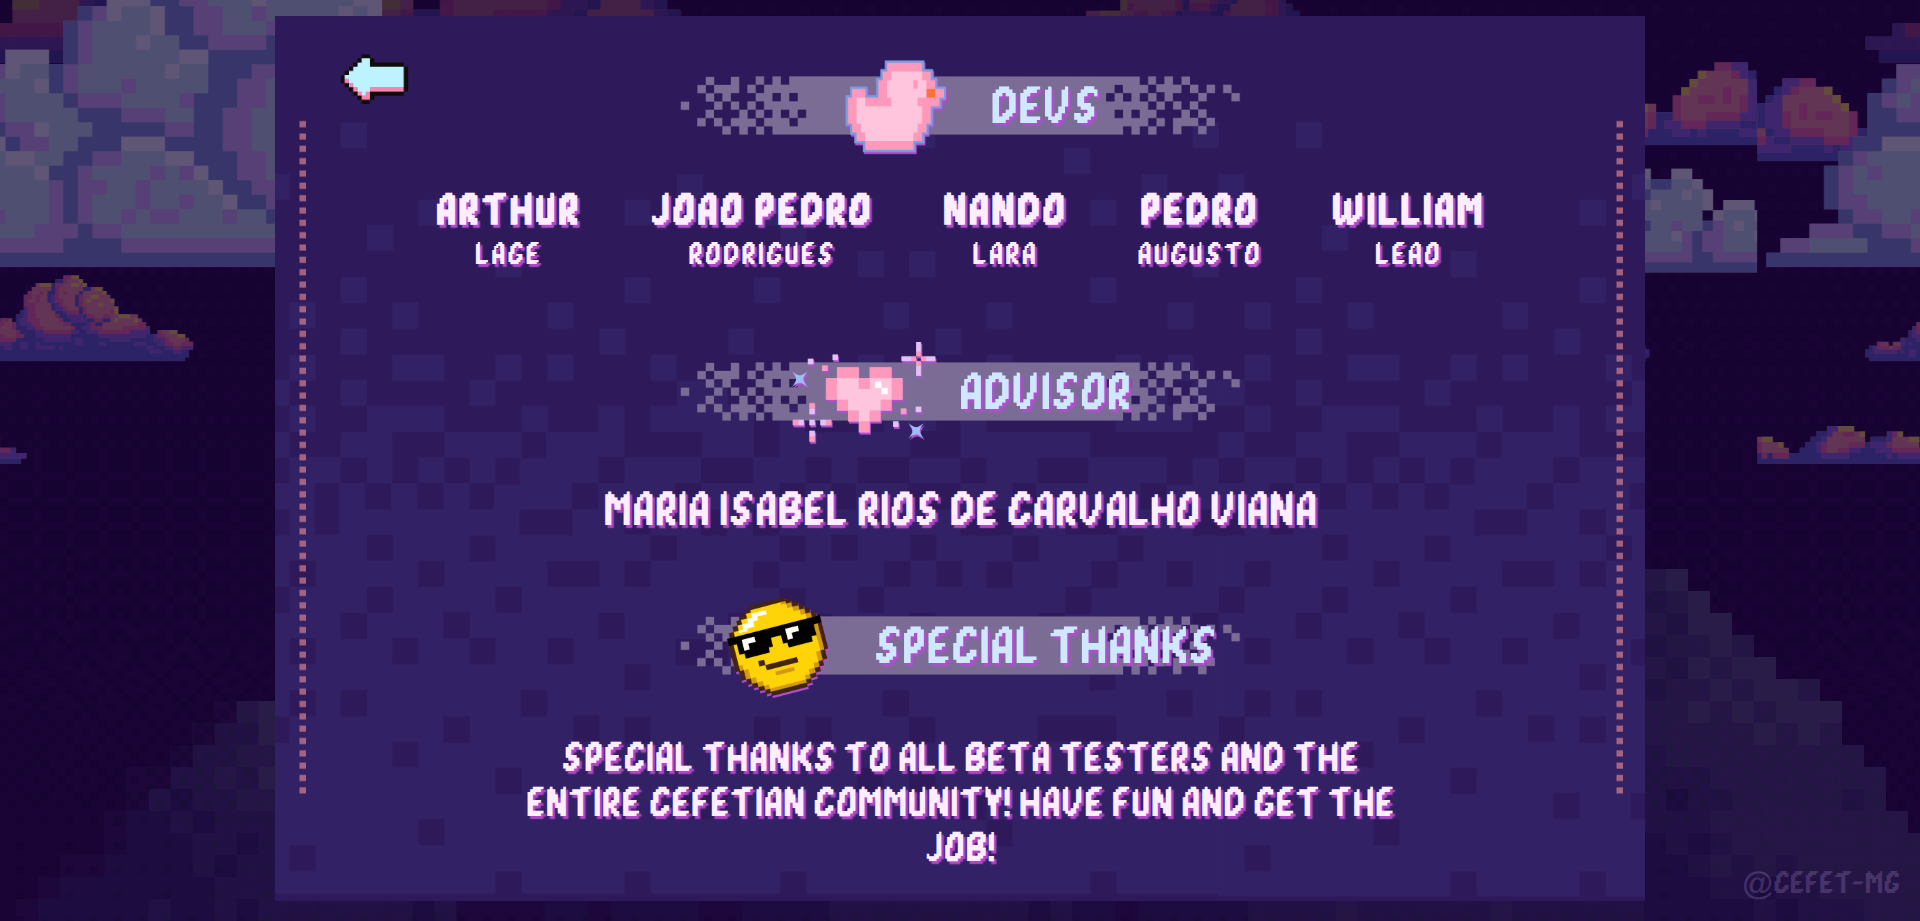 DEVS
ARTHUR JOAO PEDRO NANDO PEDRO WILLIAM
LAGE RODRIGUES LARA AUGUSTO LEAO
ADVISOR
MARIA ISABEL RIOS DE CARVALHO VIANA
SPECIAL THANKS
SPECIAL THANKS TO ALL BETA TESTERS AND THE
ENTIRE CEFETIAN COMMUNITY! HAVE FUN AND GET THE
JOB!
@CEFET-MG